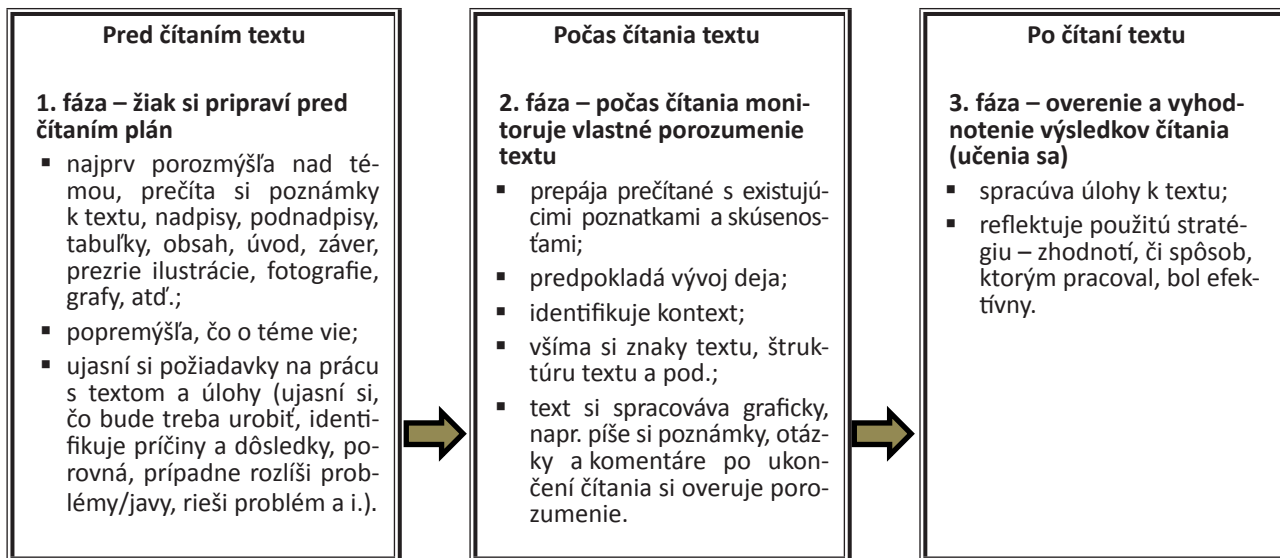 Pred čítaním textu
1. fáza – žiak si pripraví pred
čítaním plán
▪ najprv porozmýšľa nad té-
mou, prečíta si poznámky
k textu, nadpisy, podnadpisy,
tabuľky, obsah, úvod, záver,
prezrie ilustrácie, fotografie,
grafy, atď.;
▪ popremýšľa, čo o téme vie;
▪ ujasní si požiadavky na prácu
s textom a úlohy (ujasní si,
čo bude treba urobiť, identi-
fikuje príčiny a dôsledky, po-
rovná, prípadne rozlíši prob-
lémy/javy, rieši problém a i.).
Počas čítania textu
2. fáza – počas čítania moni-
toruje vlastné porozumenie
textu
▪ prepája prečítané s existujú-
cimi poznatkami a skúsenos-
ťami;
▪ predpokladá vývoj deja;
▪ identifikuje kontext;
▪ všíma si znaky textu, štruk-
túru textu a pod.;
▪ text si spracováva graficky,
napr. píše si poznámky, otáz-
ky a komentáre po ukon-
čení čítania si overuje poro-
zumenie.
Po čítaní textu
3. fáza – overenie a vyhod-
notenie výsledkov čítania
(učenia sa)
▪ spracúva úlohy k textu;
▪ reflektuje použitú straté-
giu – zhodnotí, či spôsob,
ktorým pracoval, bol efek-
tívny.